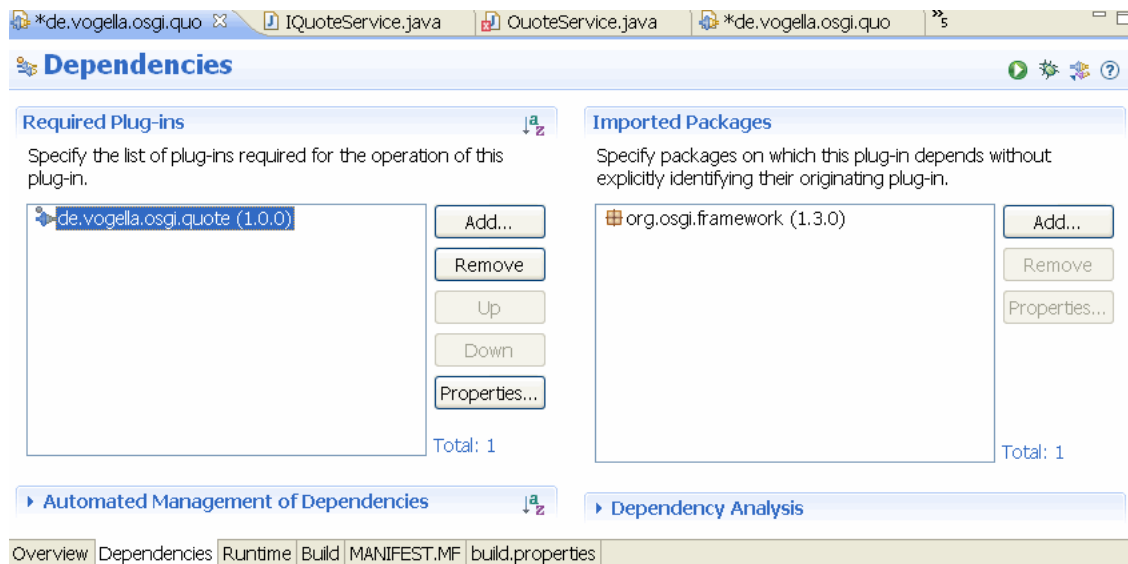 *de.vogella.osgi.quo
IQuoteService.java
OuoteService.java
*de.vogella.osgi.quo
»5
Dependencies
Required Plug-ins
Specify the list of plug-ins required for the operation of this
plug-in.
de.vogella.osgi.quote (1.0.0)
Add...
Remove
Up
Down
Properties...
Total: 1
Imported Packages
Specify packages on which this plug-in depends without
explicitly identifying their originating plug-in.
org.osgi.framework (1.3.0)
Add...
Remove
Properties...
Total: 1
Automated Management of Dependencies
Dependency Analysis
Overview Dependencies Runtime Build MANIFEST.MF build.properties